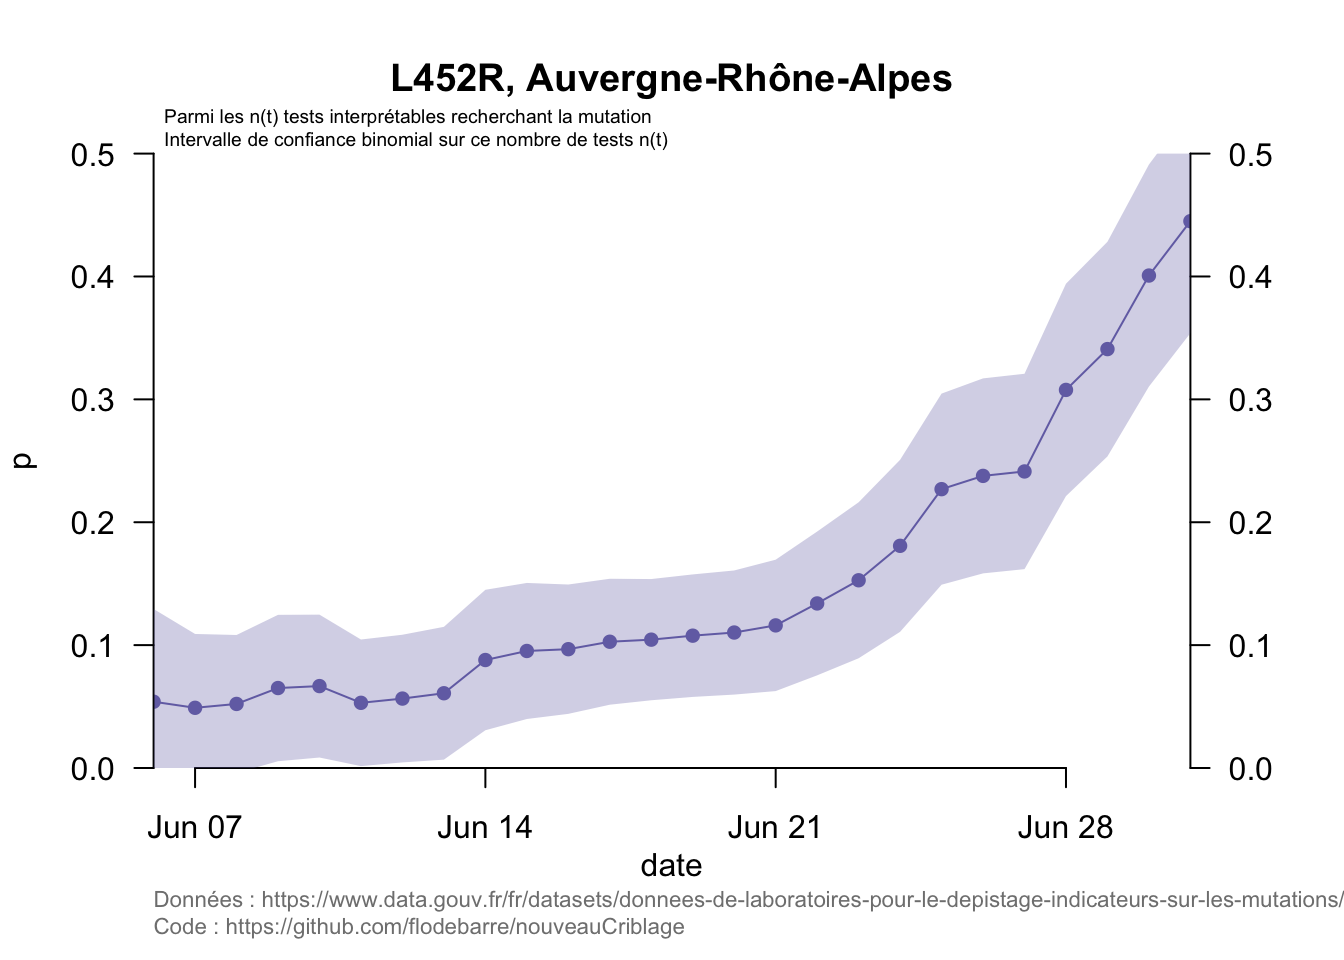 L452R, Auvergne-Rhône-Alpes
Parmi les n(t) tests interprétables recherchant la mutation
Intervalle de confiance binomial sur ce nombre de tests n(t)
0.5
0.4
0.3
0.2
0.1
0.0
p
0.5
0.4
0.3
0.2
0.1
0.0
Jun 07 Jun 14 Jun 21 Jun 28
date
Données : https://www.data.gouv.fr/fr/datasets/donnees-de-laboratoires-pour-le-depistage-indicateurs-sur-les-mutations/
Code : https://github.com/flodebarre/nouveauCriblage